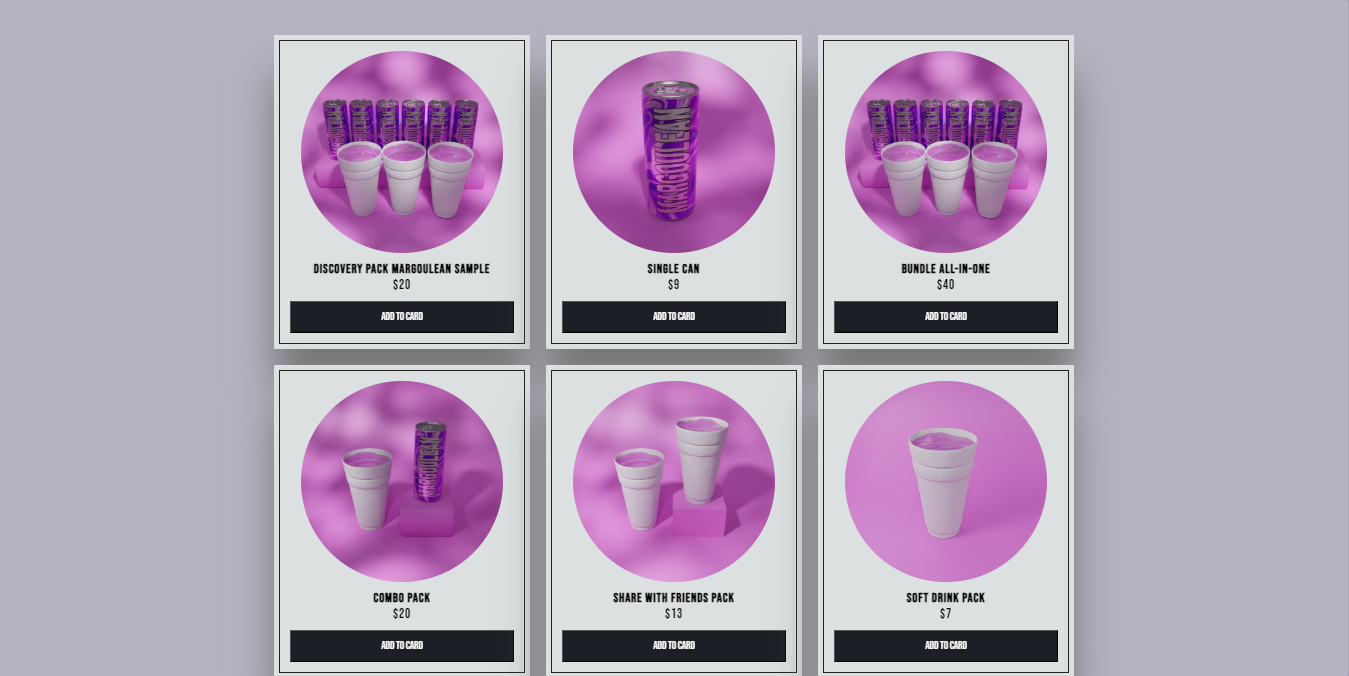 MARGOULEAN
DISCOVERY PACK MARGOULEAN SAMPLE
$20
ADD TO CARD
SINGLE CAN
$9
ADD TO CARD
BUNDLE ALL-IN-ONE
$40
ADD TO CARD
MARGOULEAN
COMBO PACK
$20
ADD TO CARD
SHARE WITH FRIENDS PACK
$13
ADD TO CARD
SOFT DRINK PACK
$7
ADD TO CARD